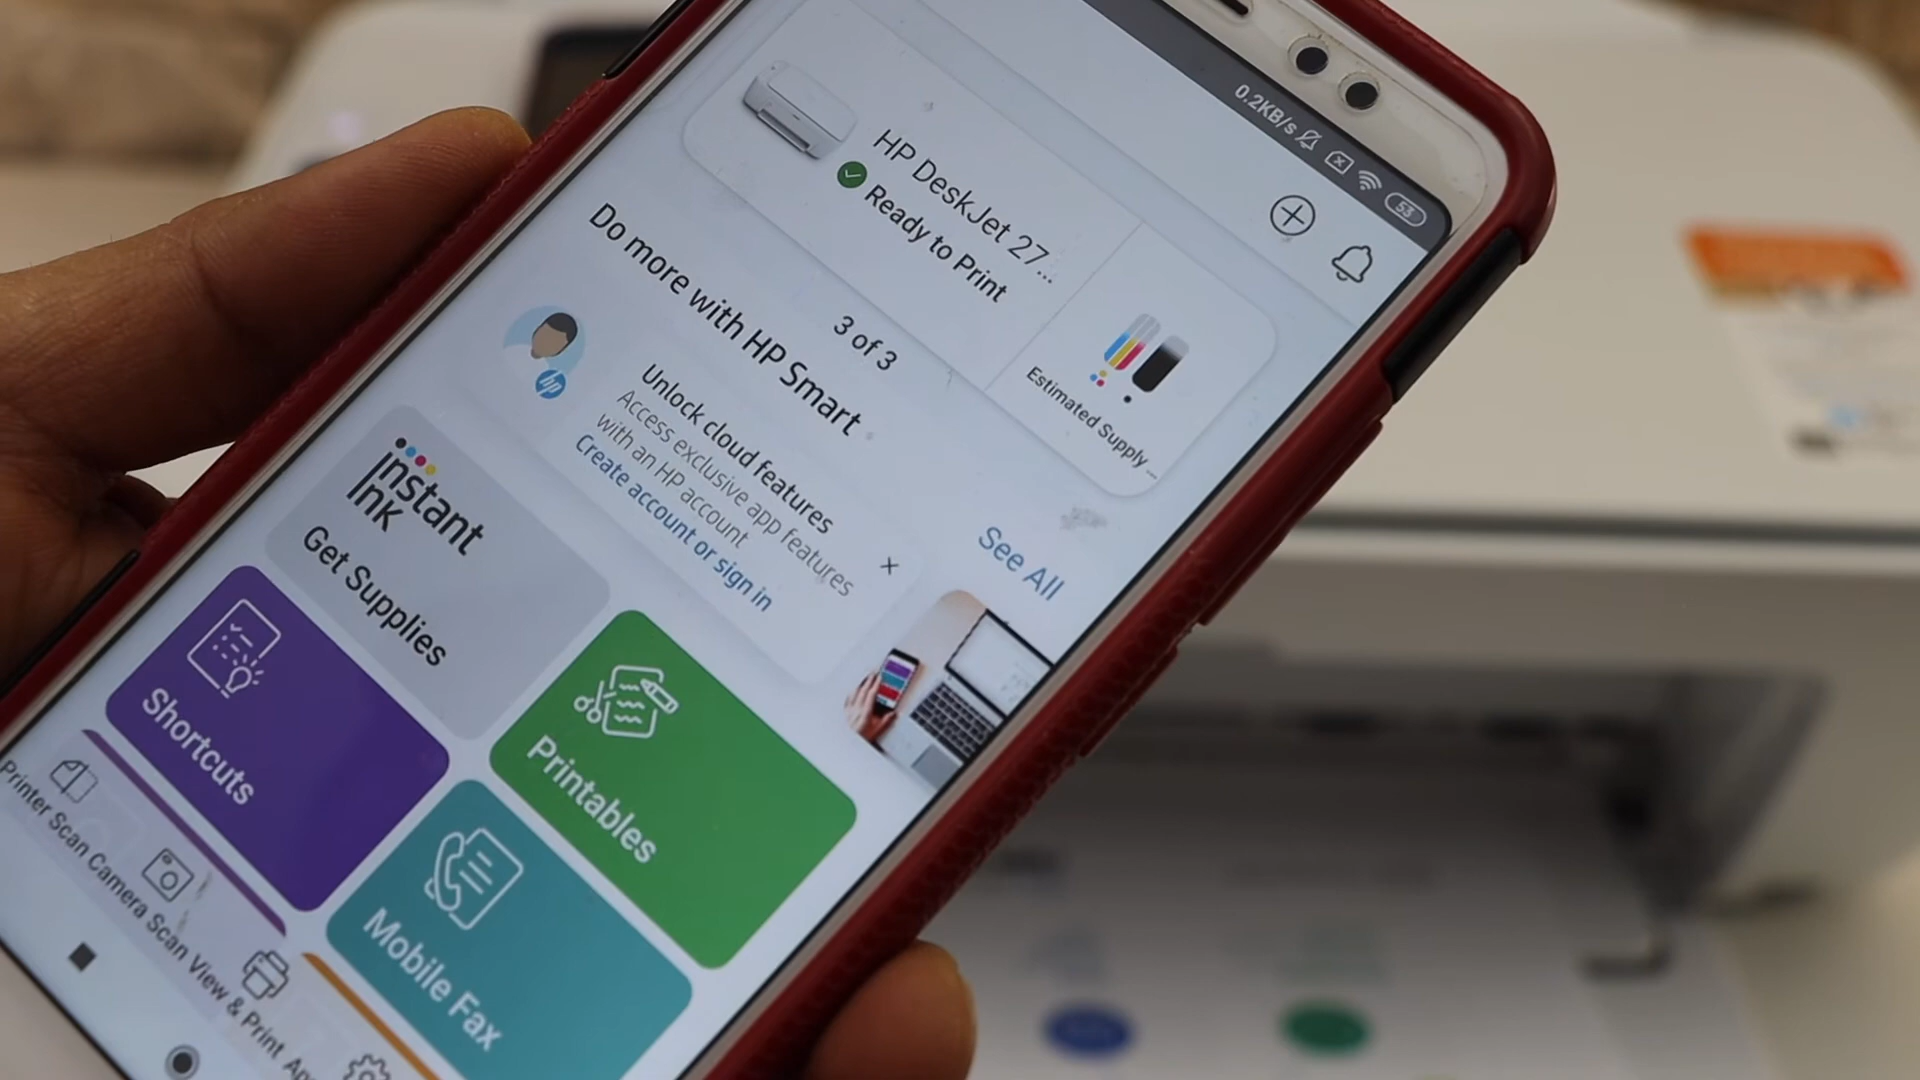 0.2KB/s
53
HP DeskJet 27...
Ready to Print
Estimated Supply ...
3 of 3
Do more with HP Smart
See All
hp
Unlock cloud features
Access exclusive app features
with an HP account
Create account or sign in
instant
ink
Get Supplies
Printables
Shortcuts
Mobile Fax
Printer Scan
Camera Scan
View & Print